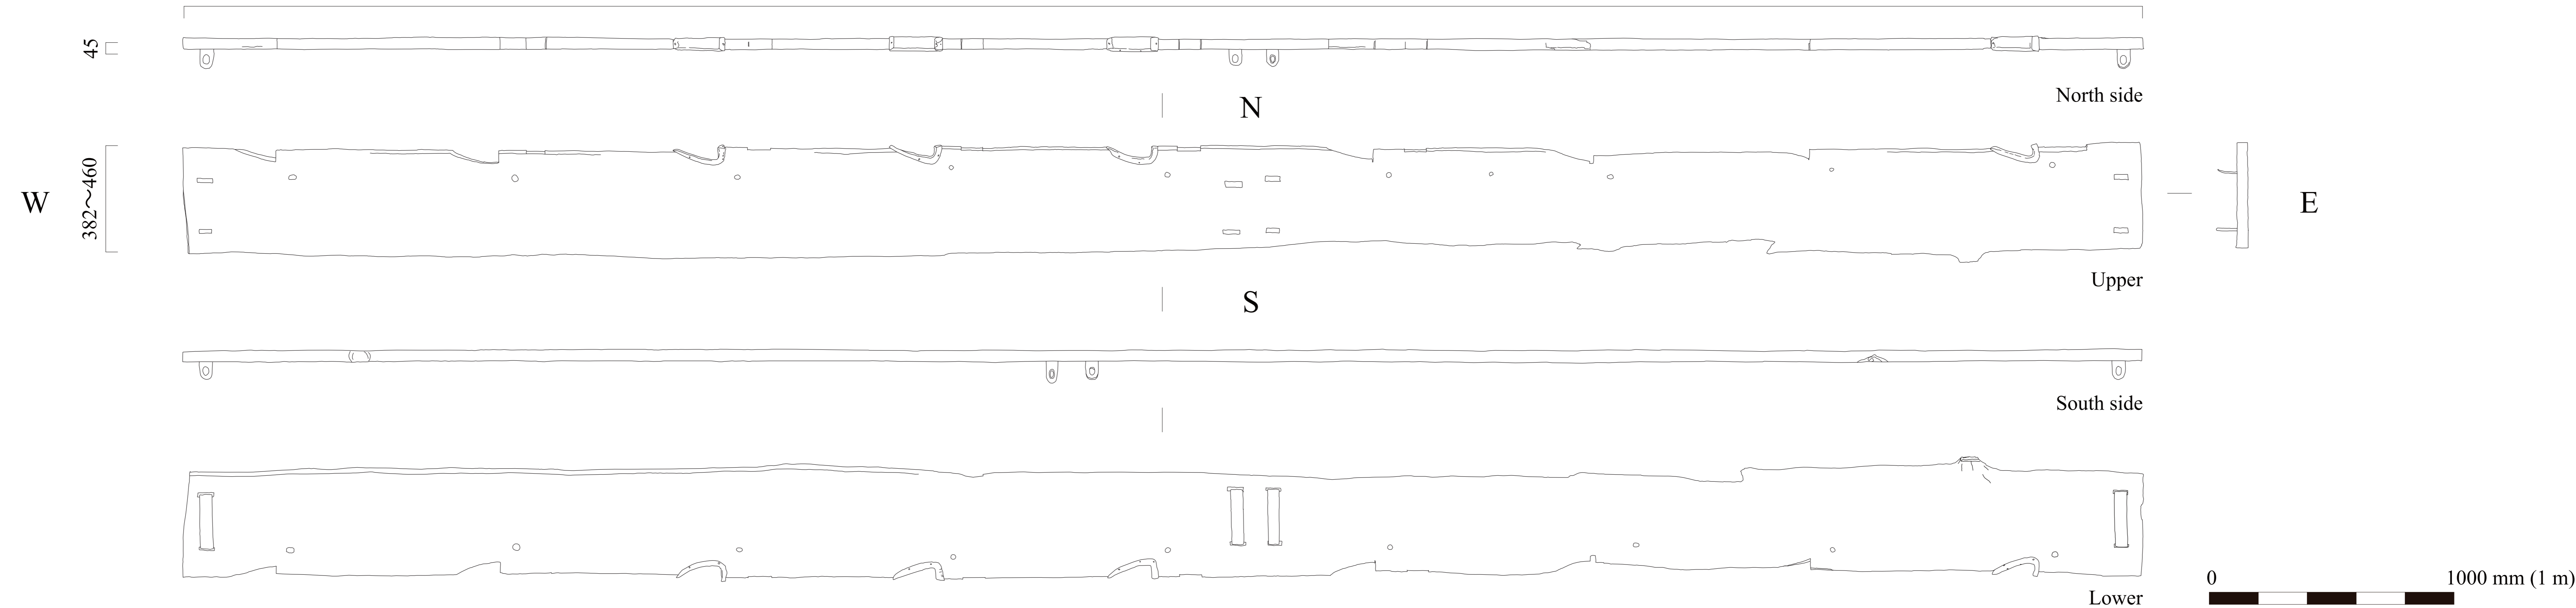 45
North side
N
382〜460
W
E
Upper
S
South side
0
1000 mm (1 m)
Lower